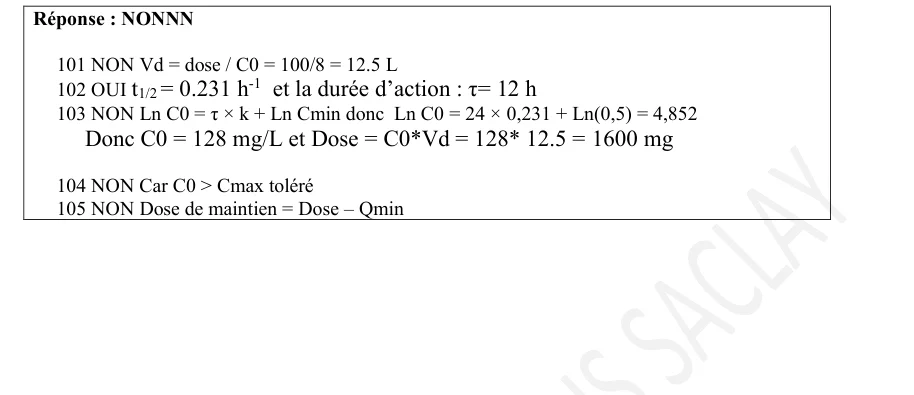 Réponse : NONNN
101 NON Vd = dose / C0 = 100/8 = 12.5 L
102 OUI t1/2 = 0.231 h-1 et la durée d’action : τ= 12 h
103 NON Ln C0 = τ × k + Ln Cmin donc Ln C0 = 24 × 0,231 + Ln(0,5) = 4,852
Donc C0 = 128 mg/L et Dose = C0*Vd = 128* 12.5 = 1600 mg
104 NON Car C0 > Cmax toléré
105 NON Dose de maintien = Dose – Qmin
SACLAY